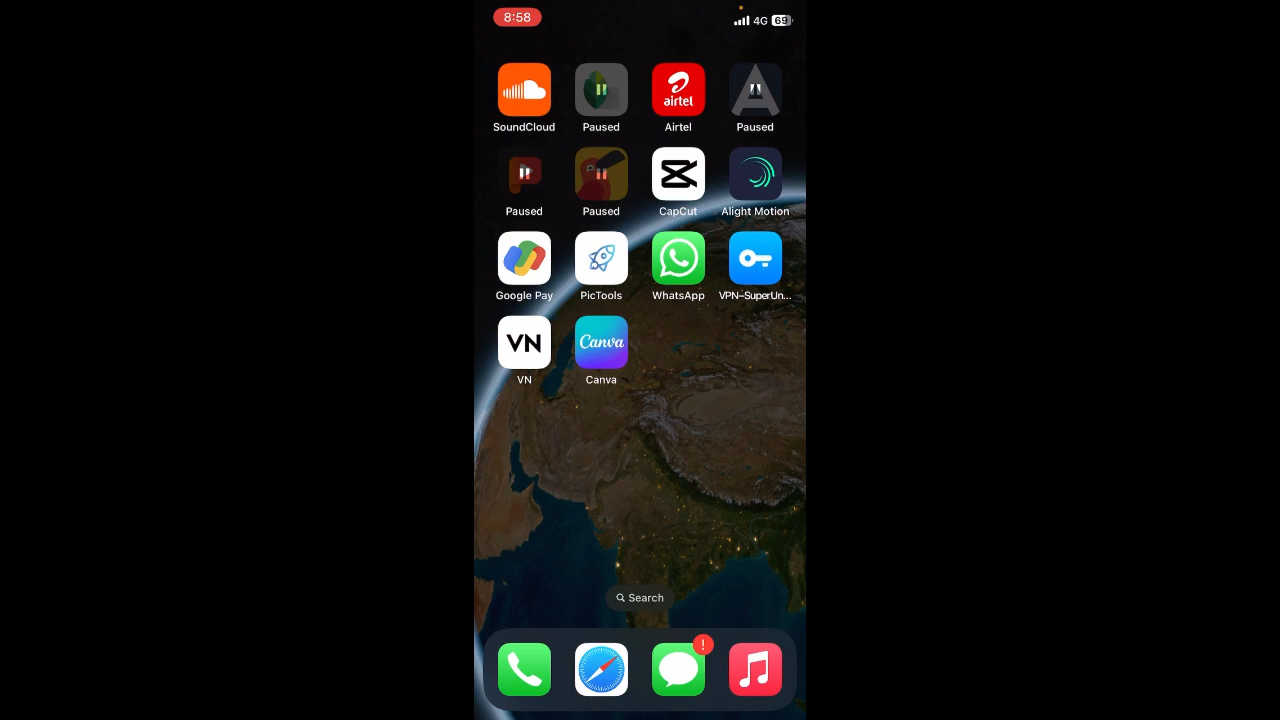 8:58
4G 69
SoundCloud
Paused
airtel
Airtel
Paused
Paused
Paused
CapCut
Alight Motion
Google Pay
PicTools
WhatsApp
VPN-SuperUn...
VN
VN
Canva
Canva
Search
!